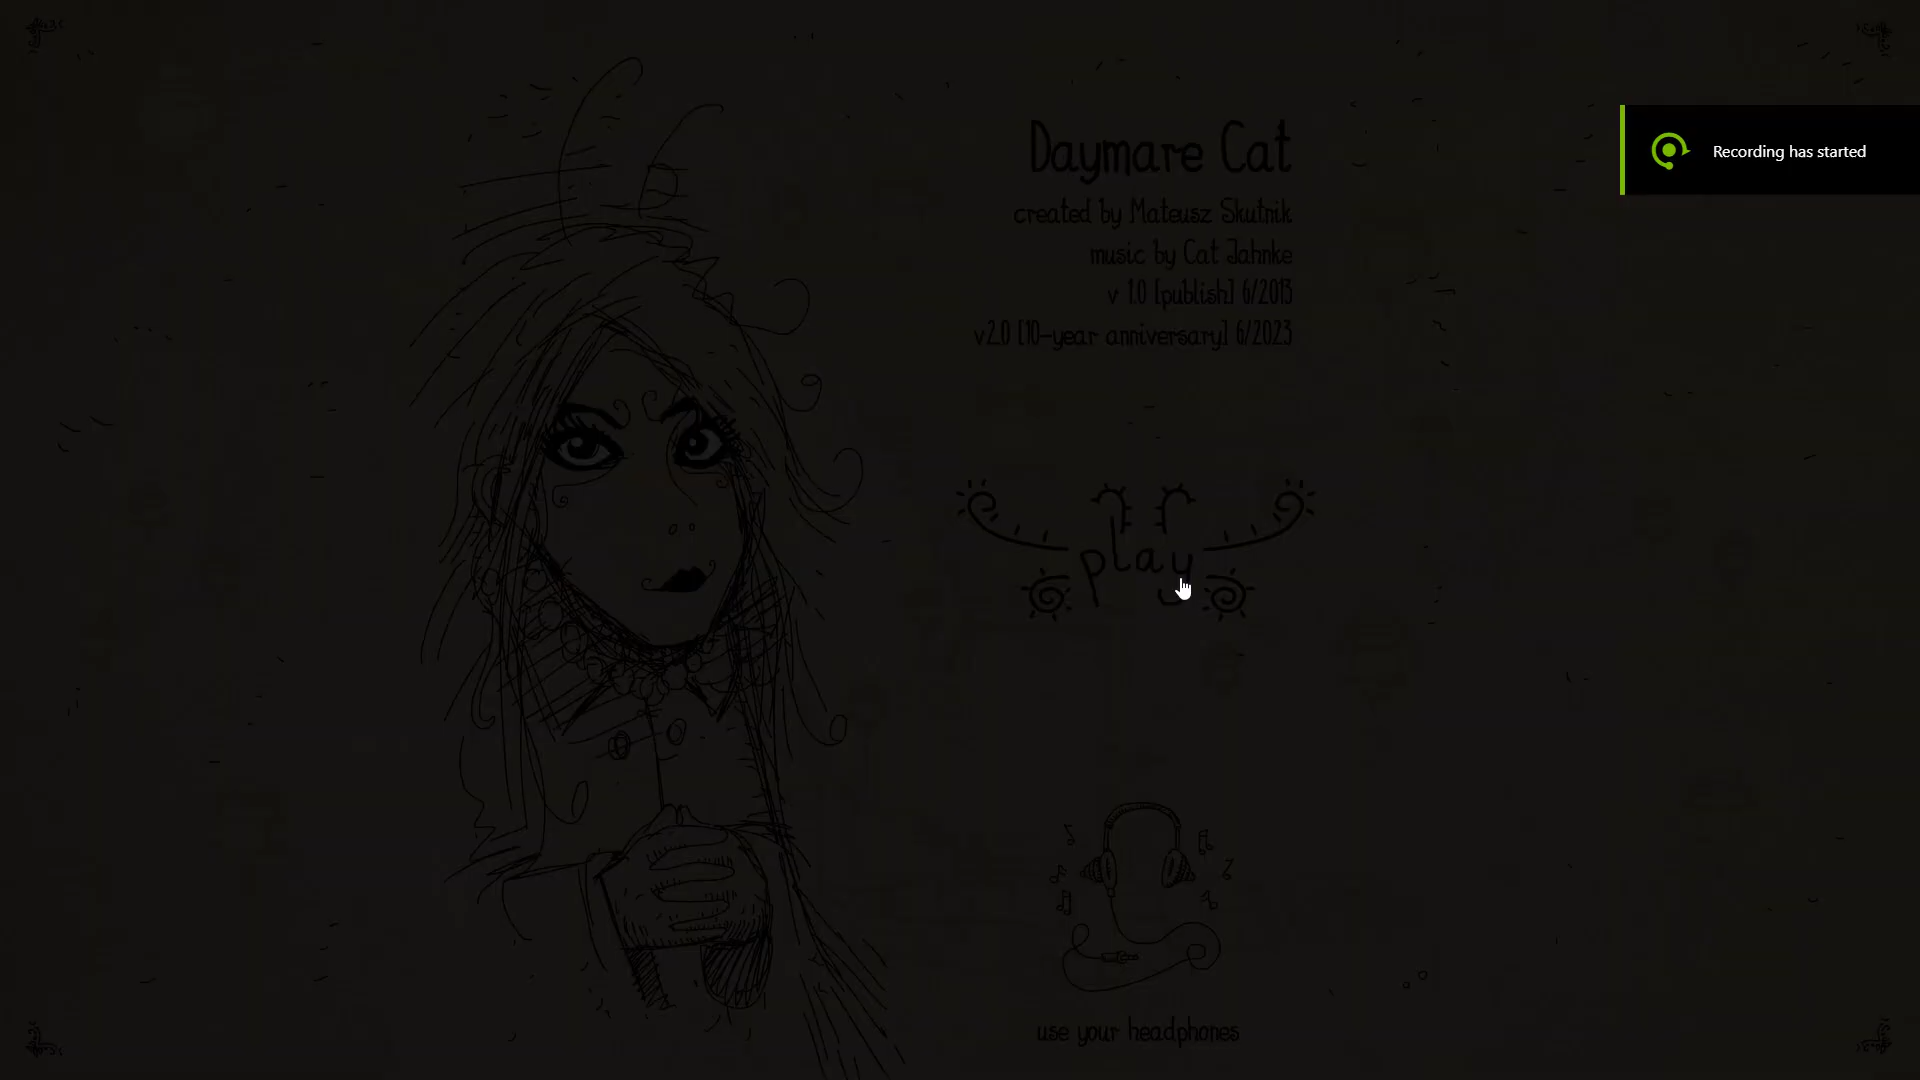 Daymare Cat
created by Mateusz Skutnik
music by Cat Jahnke
v 1.0 [publish] 6/2013
v2.0 [10-year anniversary] 6/2023
Recording has started
play
use your headphones